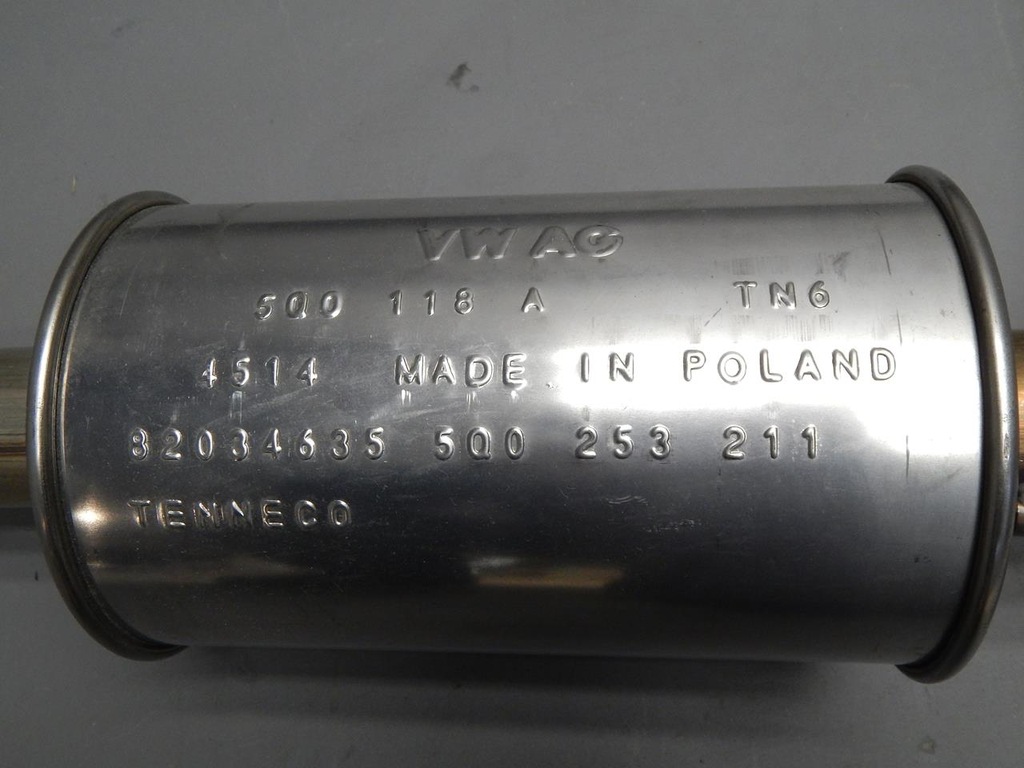 VW AG
5Q0 118 A TN6
4514 MADE IN POLAND
82034635 5Q0 253 211
TENNECO